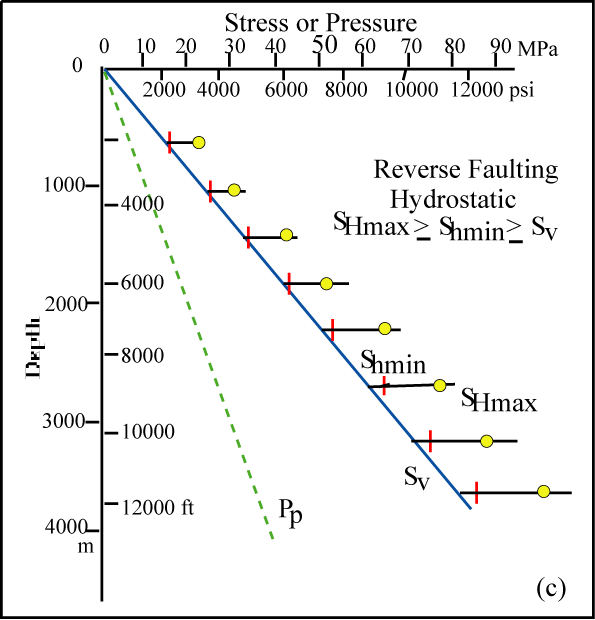 Stress or Pressure
0 10 20 30 40 50 60 70 80 90 MPa
0
2000 4000 6000 8000 10000 12000 psi
Reverse Faulting
Hydrostatic
SHmax ≥ Shmin ≥ Sv
1000
4000
6000
2000
Depth
8000
Shmin
SHmax
3000
10000
Sv
12000 ft
Pp
4000
m
(c)